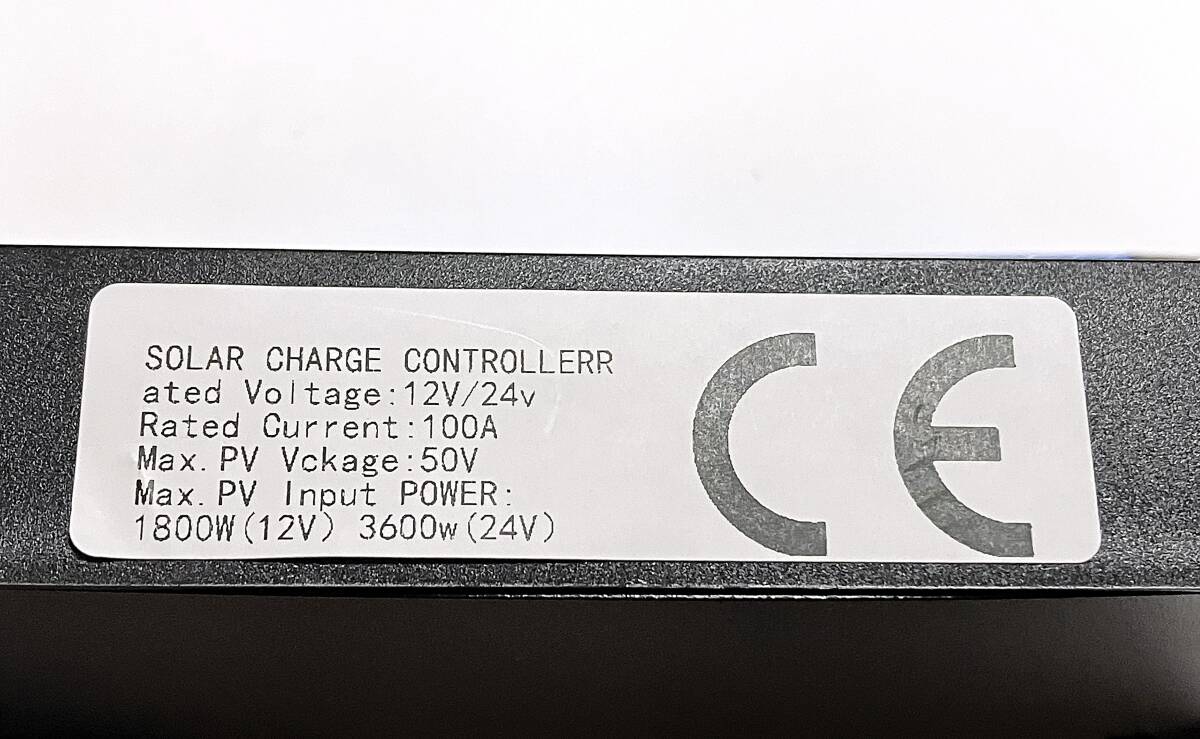 SOLAR CHARGE CONTROLLERR
ated Voltage:12V/24v
Rated Current:100A
Max.PV Vckage:50V
Max.PV Input POWER:
1800W(12V) 3600w(24V)
CE